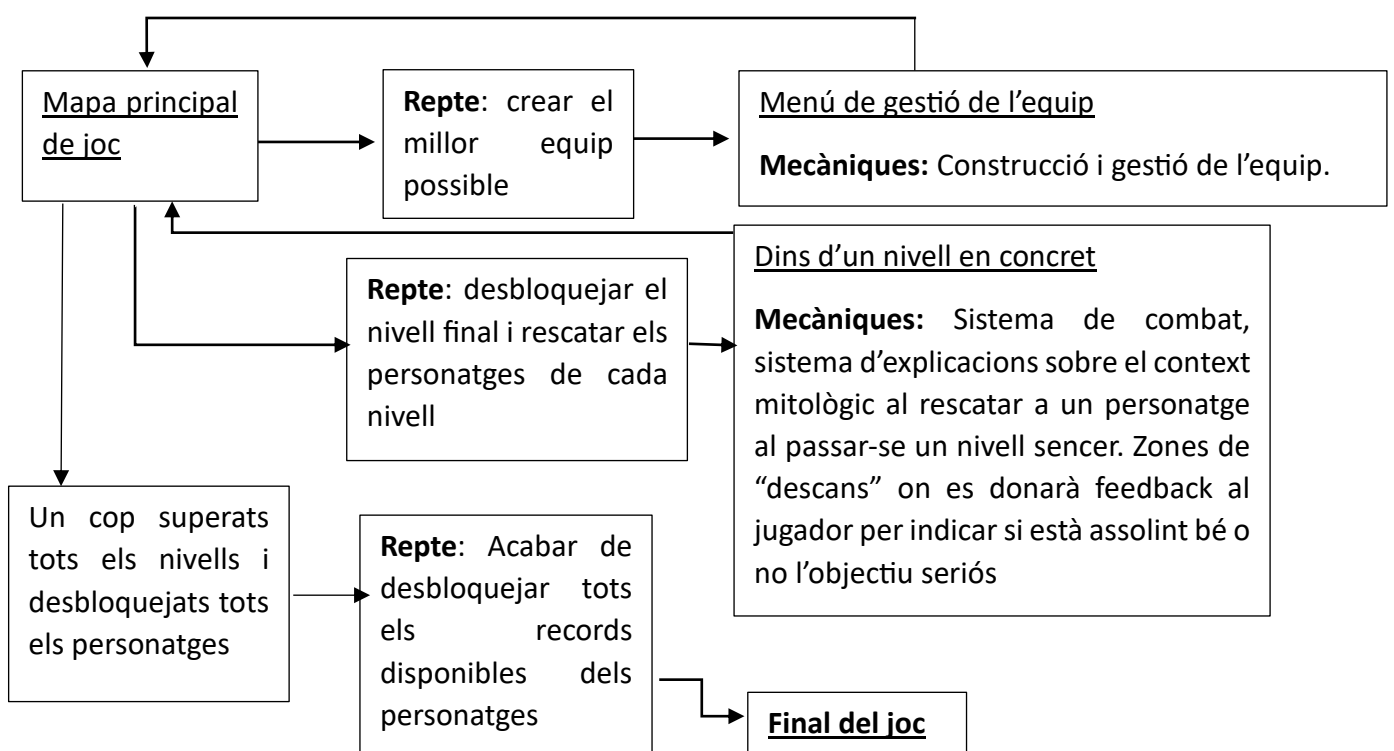 Mapa principal
de joc
Repte: crear el
millor equip
possible
Menú de gestió de l’equip
Mecàniques: Construcció i gestió de l’equip.
Repte: desbloquejar el
nivell final i rescatar els
personatges de cada
nivell
Dins d’un nivell en concret
Mecàniques: Sistema de combat,
sistema d’explicacions sobre el context
mitològic al rescatar a un personatge
al passar-se un nivell sencer. Zones de
“descans” on es donarà feedback al
jugador per indicar si està assolint bé o
no l’objectiu seriós
Un cop superats
tots els nivells i
desbloquejats tots
els personatges
Repte: Acabar de
desbloquejar tots
els records
disponibles dels
personatges
Final del joc